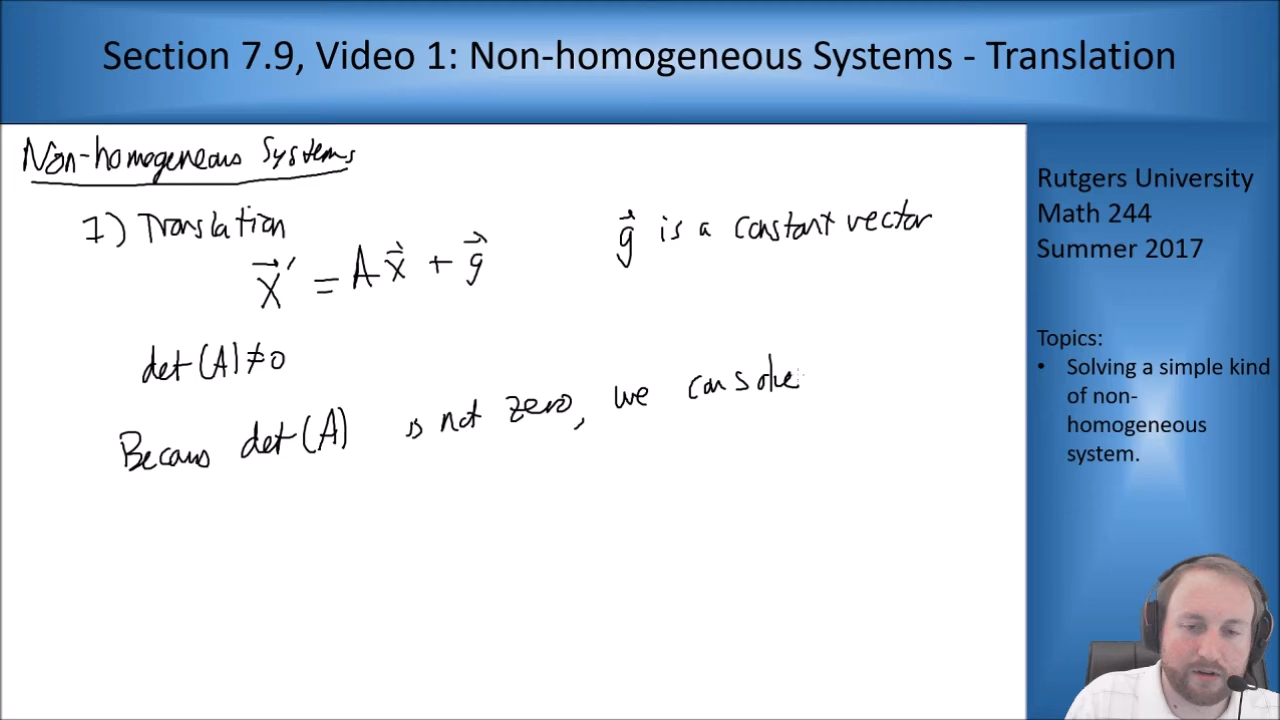 Section 7.9, Video 1: Non-homogeneous Systems - Translation
Non-homogeneous Systems
1) Translation
x⃗' = Ax⃗ + g⃗
g⃗ is a constant vector
det(A)≠0
Becaus det(A) is not zero, we can solve
Rutgers University
Math 244
Summer 2017
Topics:
• Solving a simple kind
of non-
homogeneous
system.